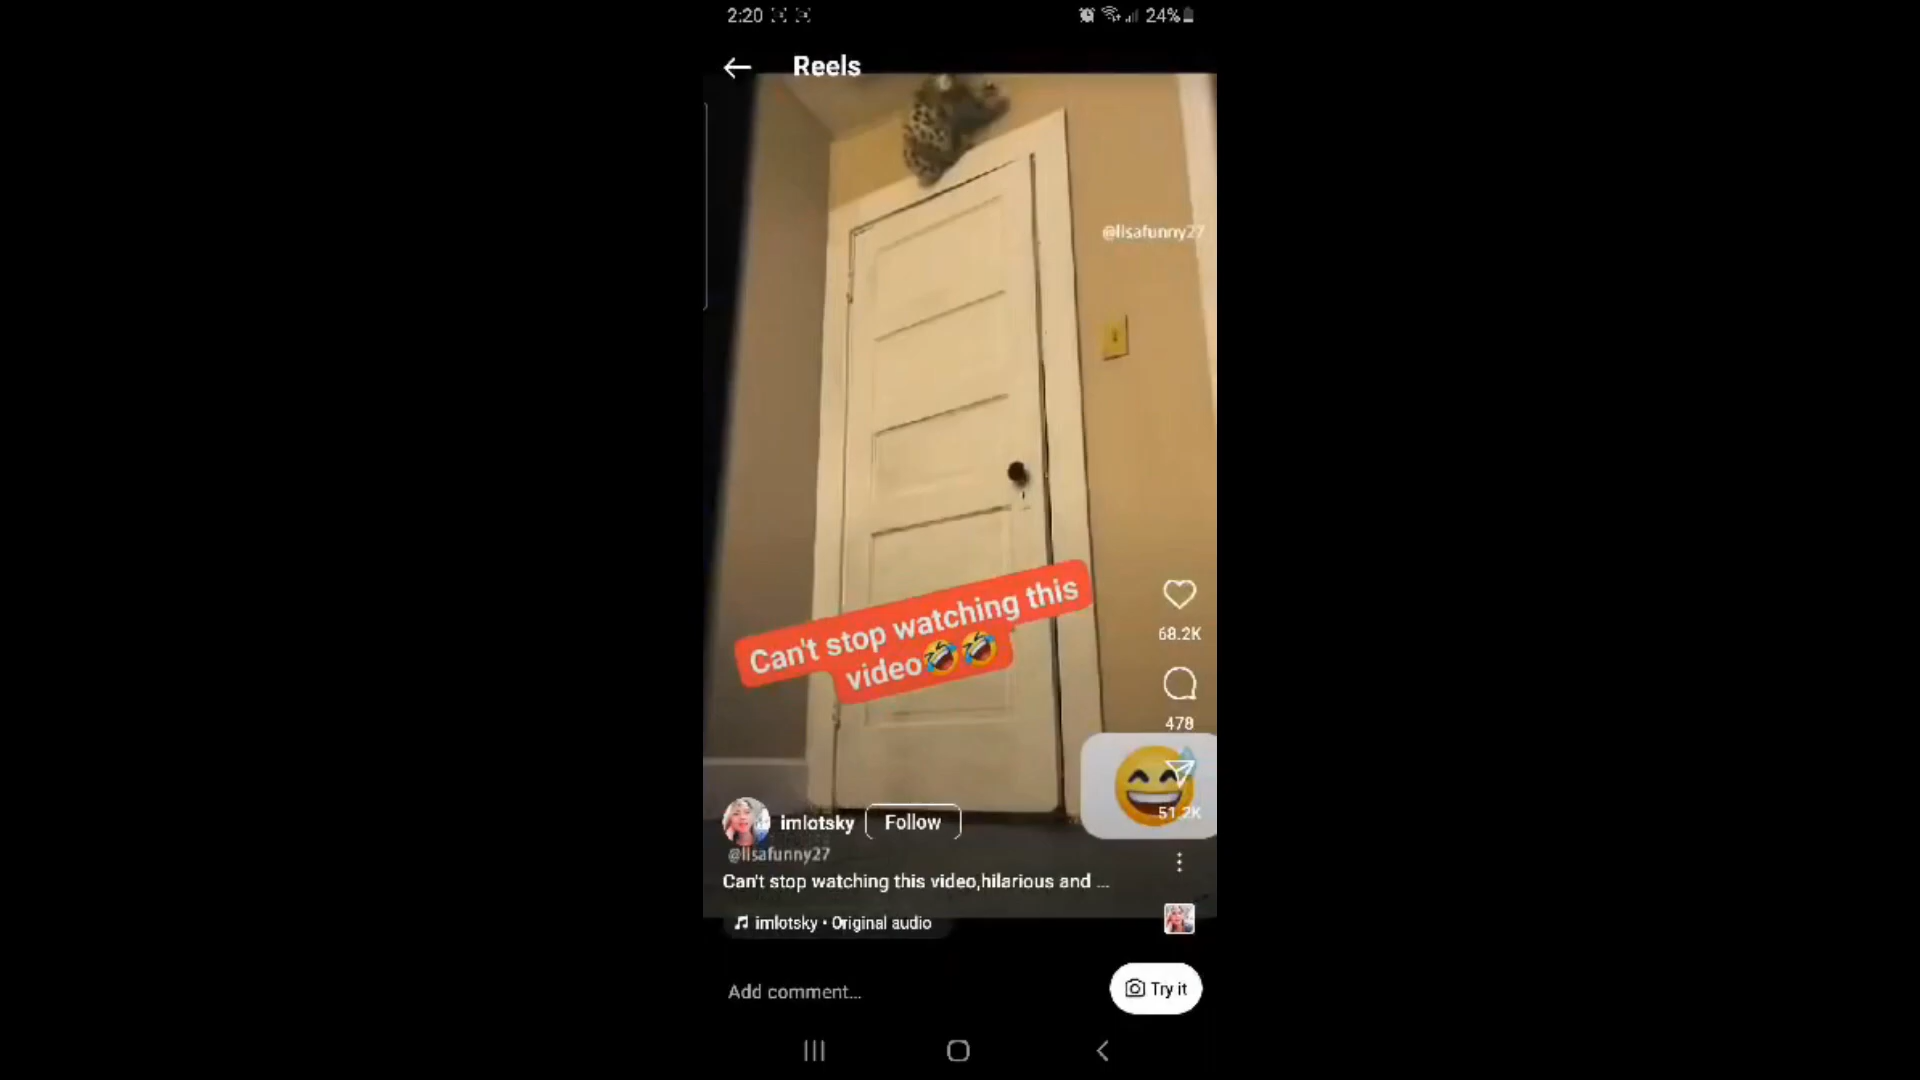 2:20
24%
Reels
@lisafunny27
Can't stop watching this
video🤣🤣
68.2K
478
51.2K
imlotsky
Follow
@lisafunny27
Can't stop watching this video,hilarious and ...
imlotsky • Original audio
Add comment...
Try it